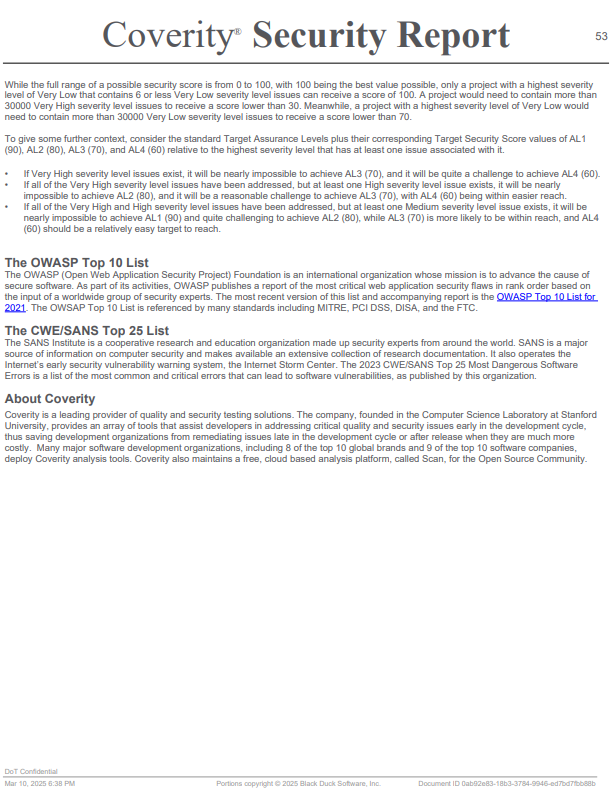 Coverity® Security Report
53
While the full range of a possible security score is from 0 to 100, with 100 being the best value possible, only a project with a highest severity
level of Very Low that contains 6 or less Very Low severity level issues can receive a score of 100. A project would need to contain more than
30000 Very High severity level issues to receive a score lower than 30. Meanwhile, a project with a highest severity level of Very Low would
need to contain more than 30000 Very Low severity level issues to receive a score lower than 70.
To give some further context, consider the standard Target Assurance Levels plus their corresponding Target Security Score values of AL1
(90), AL2 (80), AL3 (70), and AL4 (60) relative to the highest severity level that has at least one issue associated with it.
• If Very High severity level issues exist, it will be nearly impossible to achieve AL3 (70), and it will be quite a challenge to achieve AL4 (60).
• If all of the Very High severity level issues have been addressed, but at least one High severity level issue exists, it will be nearly
impossible to achieve AL2 (80), and it will be a reasonable challenge to achieve AL3 (70), with AL4 (60) being within easier reach.
• If all of the Very High and High severity level issues have been addressed, but at least one Medium severity level issue exists, it will be
nearly impossible to achieve AL1 (90) and quite challenging to achieve AL2 (80), while AL3 (70) is more likely to be within reach, and AL4
(60) should be a relatively easy target to reach.
The OWASP Top 10 List
The OWASP (Open Web Application Security Project) Foundation is an international organization whose mission is to advance the cause of
secure software. As part of its activities, OWASP publishes a report of the most critical web application security flaws in rank order based on
the input of a worldwide group of security experts. The most recent version of this list and accompanying report is the OWASP Top 10 List for
2021. The OWSAP Top 10 List is referenced by many standards including MITRE, PCI DSS, DISA, and the FTC.
The CWE/SANS Top 25 List
The SANS Institute is a cooperative research and education organization made up security experts from around the world. SANS is a major
source of information on computer security and makes available an extensive collection of research documentation. It also operates the
Internet's early security vulnerability warning system, the Internet Storm Center. The 2023 CWE/SANS Top 25 Most Dangerous Software
Errors is a list of the most common and critical errors that can lead to software vulnerabilities, as published by this organization.
About Coverity
Coverity is a leading provider of quality and security testing solutions. The company, founded in the Computer Science Laboratory at Stanford
University, provides an array of tools that assist developers in addressing critical quality and security issues early in the development cycle,
thus saving development organizations from remediating issues late in the development cycle or after release when they are much more
costly. Many major software development organizations, including 8 of the top 10 global brands and 9 of the top 10 software companies,
deploy Coverity analysis tools. Coverity also maintains a free, cloud based analysis platform, called Scan, for the Open Source Community.
DoT Confidential
Mar 10, 2025 6:38 PM Portions copyright © 2025 Black Duck Software, Inc. Document ID 0ab92e83-18b3-3784-9946-ed7bd7fbb88b